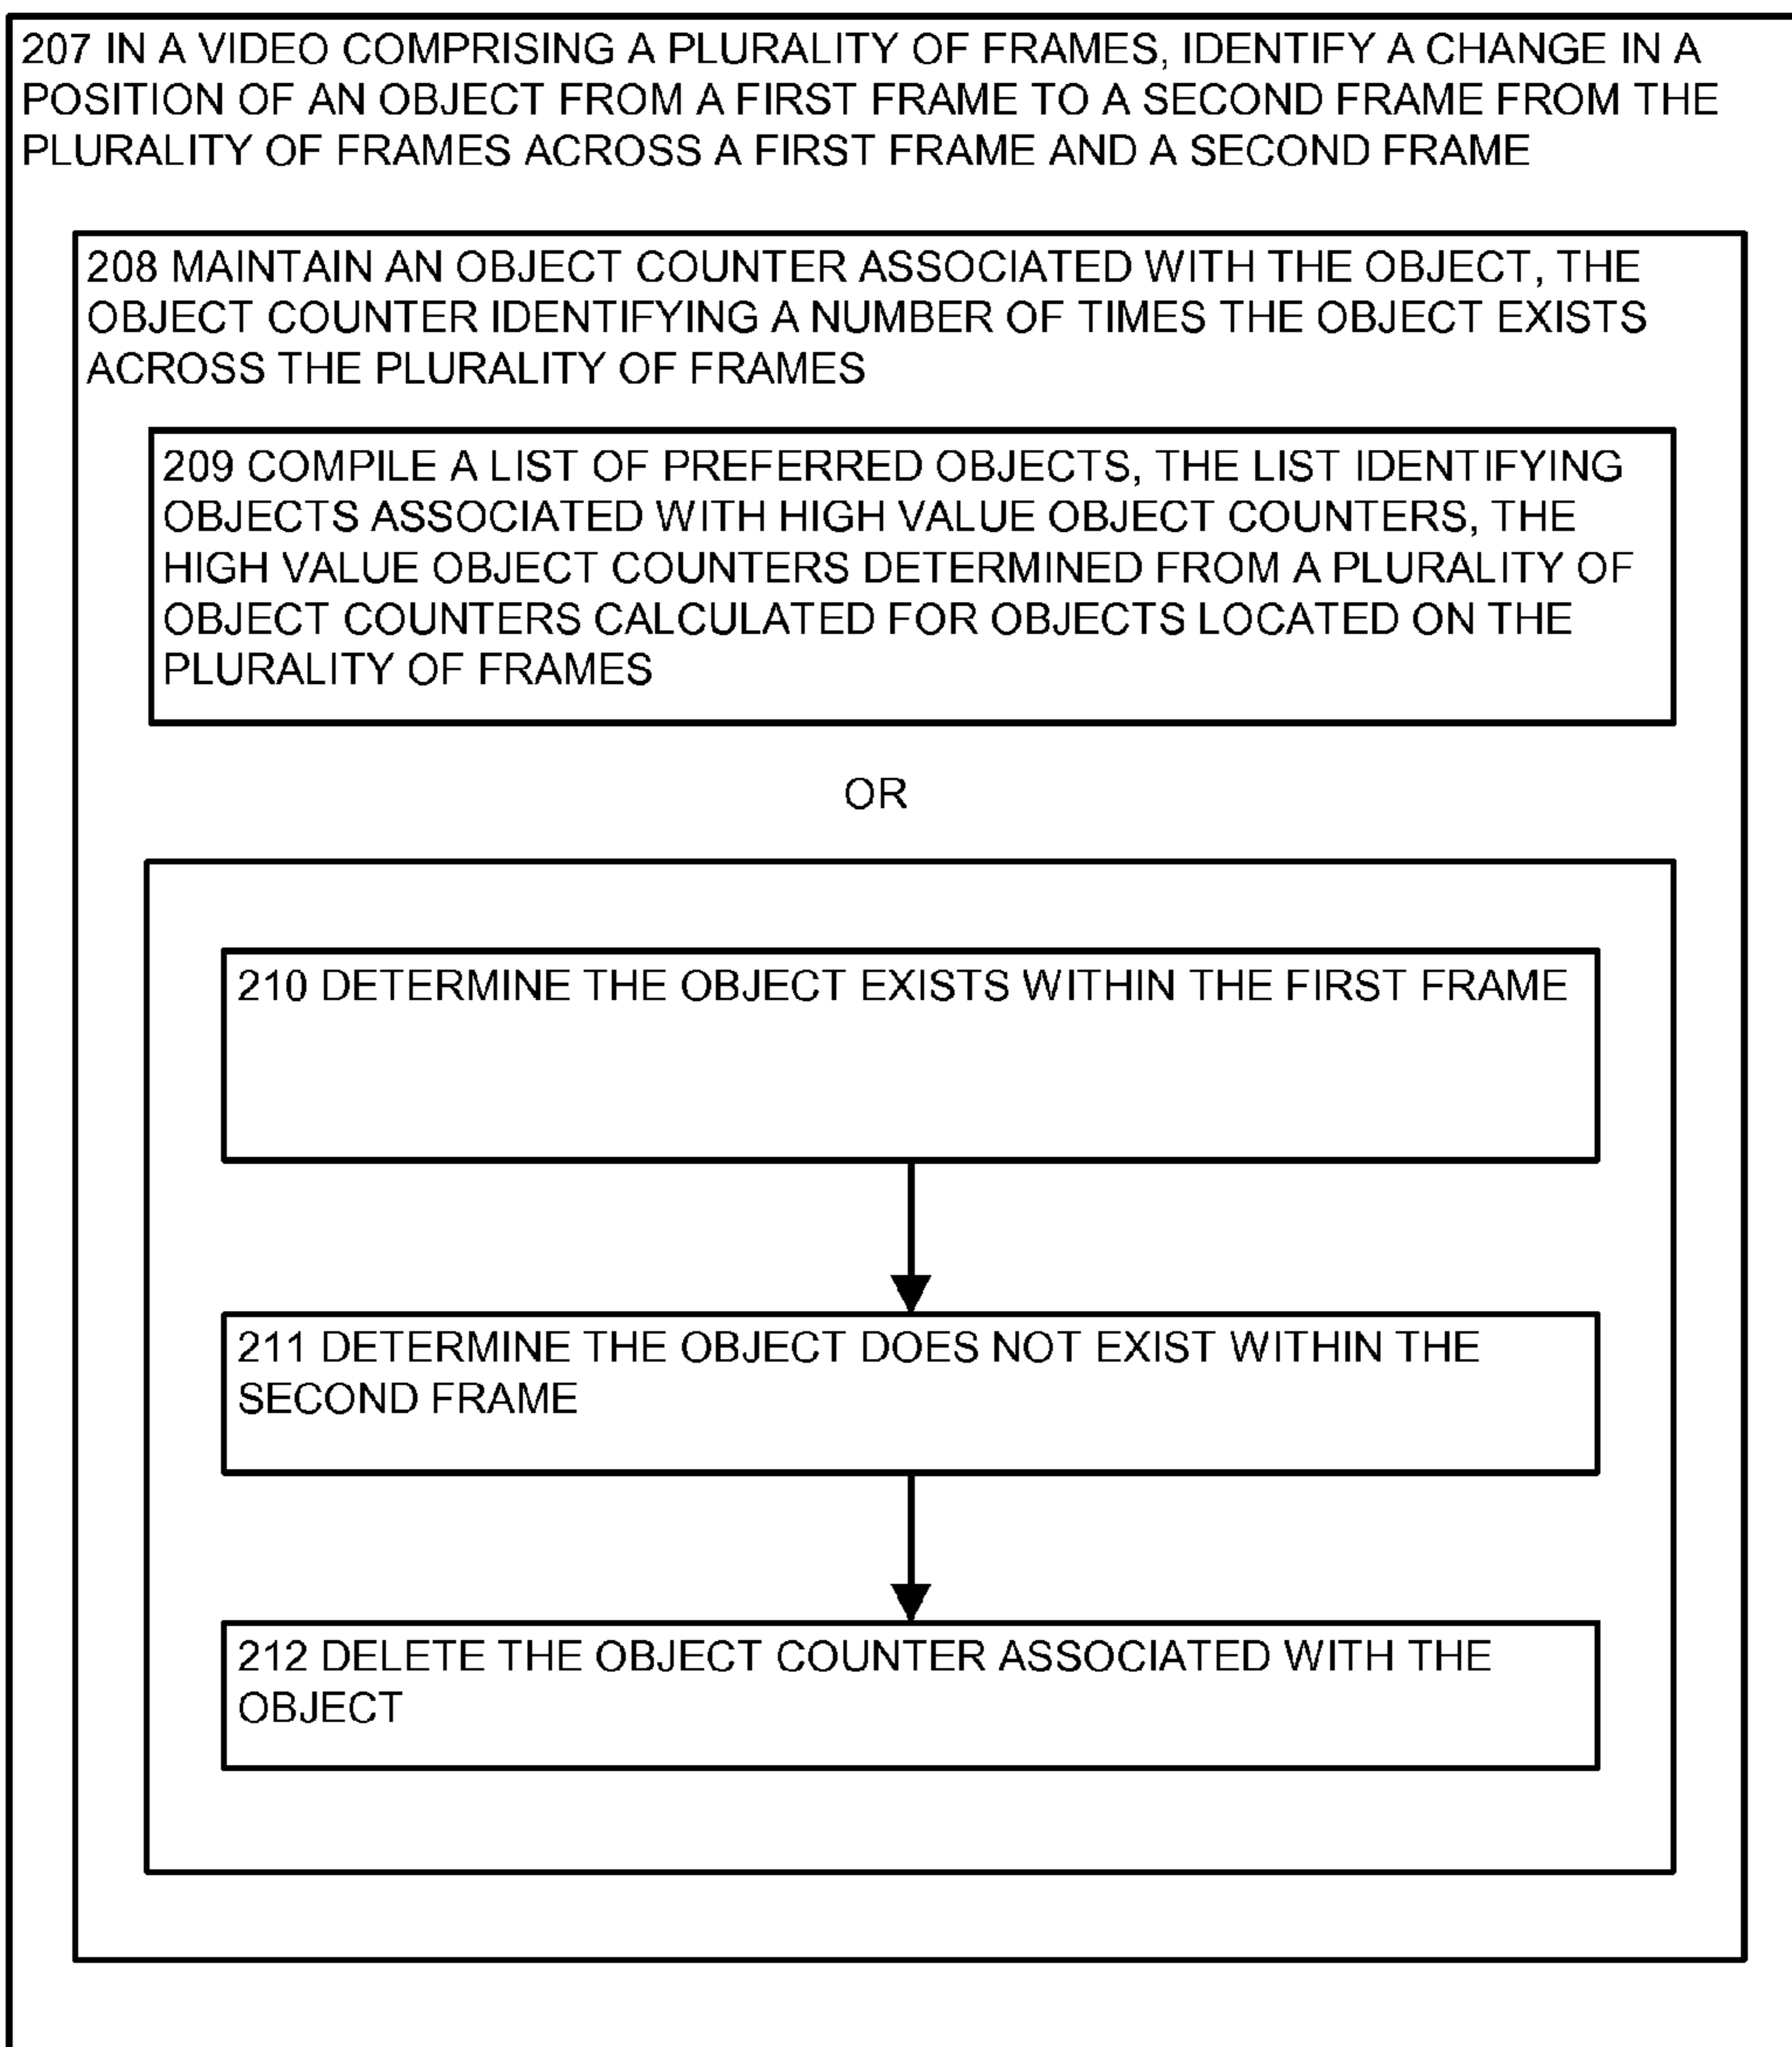 207 IN A VIDEO COMPRISING A PLURALITY OF FRAMES, IDENTIFY A CHANGE IN A
POSITION OF AN OBJECT FROM A FIRST FRAME TO A SECOND FRAME FROM THE
PLURALITY OF FRAMES ACROSS A FIRST FRAME AND A SECOND FRAME
208 MAINTAIN AN OBJECT COUNTER ASSOCIATED WITH THE OBJECT, THE
OBJECT COUNTER IDENTIFYING A NUMBER OF TIMES THE OBJECT EXISTS
ACROSS THE PLURALITY OF FRAMES
209 COMPILE A LIST OF PREFERRED OBJECTS, THE LIST IDENTIFYING
OBJECTS ASSOCIATED WITH HIGH VALUE OBJECT COUNTERS, THE
HIGH VALUE OBJECT COUNTERS DETERMINED FROM A PLURALITY OF
OBJECT COUNTERS CALCULATED FOR OBJECTS LOCATED ON THE
PLURALITY OF FRAMES
OR
210 DETERMINE THE OBJECT EXISTS WITHIN THE FIRST FRAME
211 DETERMINE THE OBJECT DOES NOT EXIST WITHIN THE
SECOND FRAME
212 DELETE THE OBJECT COUNTER ASSOCIATED WITH THE
OBJECT